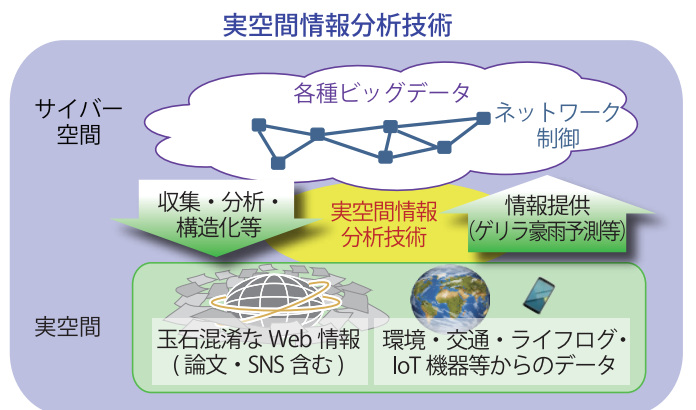 実空間情報分析技術
サイバー
空間
各種ビッグデータ
ネットワーク
制御
収集・分析・
構造化等
実空間情報
分析技術
情報提供
(ゲリラ豪雨予測等)
実空間
玉石混淆な Web 情報
( 論文・SNS 含む )
環境・交通・ライフログ・
IoT 機器等からのデータ